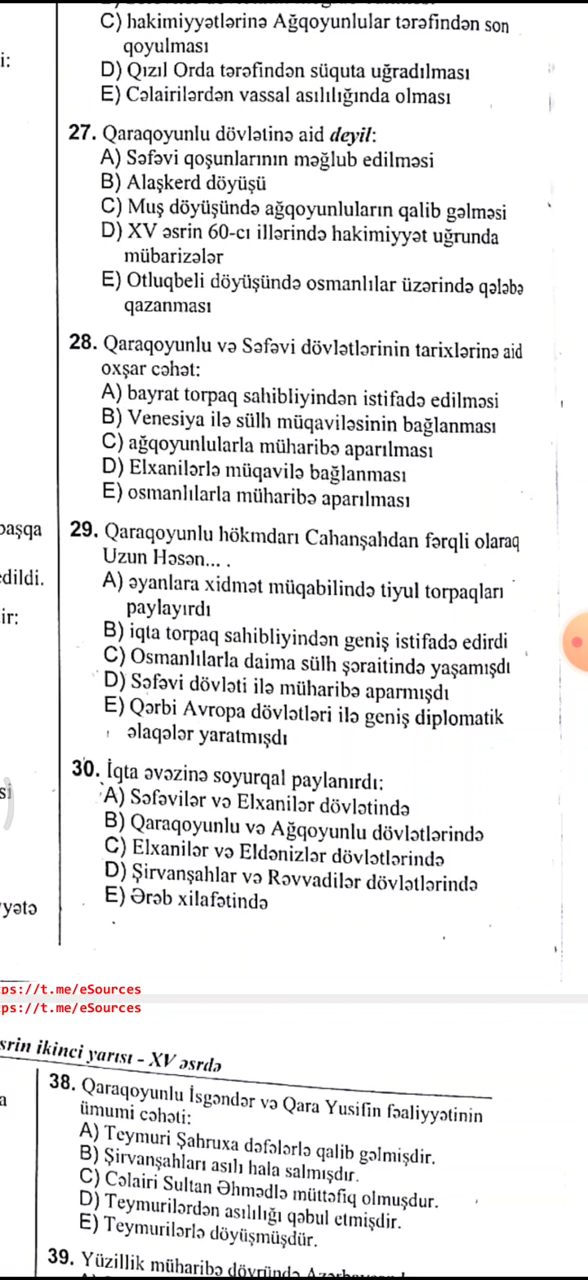 C) hakimiyyətlərinə Ağqoyunlular tərəfindən son
qoyulması
D) Qızıl Orda tərəfindən süquta uğradılması
E) Cəlairilərdən vassal asılılığında olması
i:
27. Qaraqoyunlu dövlətinə aid deyil:
A) Səfəvi qoşunlarının məğlub edilməsi
B) Alaşkerd döyüşü
C) Muş döyüşündə ağqoyunluların qalib gəlməsi
D) XV əsrin 60-cı illərində hakimiyyət uğrunda
mübarizələr
E) Otluqbeli döyüşündə osmanlılar üzərində qələbə
qazanması
28. Qaraqoyunlu və Səfəvi dövlətlərinin tarixlərinə aid
oxşar cəhət:
A) bayrat torpaq sahibliyindən istifadə edilməsi
B) Venesiya ilə sülh müqaviləsinin bağlanması
C) ağqoyunlularla müharibə aparılması
D) Elxanilərlə müqavilə bağlanması
E) osmanlılarla müharibə aparılması
başqa
edildi.
ir:
29. Qaraqoyunlu hökmdarı Cahanşahdan fərqli olaraq
Uzun Həsən... .
A) əyanlara xidmət müqabilində tiyul torpaqları
paylayırdı
B) iqta torpaq sahibliyindən geniş istifadə edirdi
C) Osmanlılarla daima sülh şəraitində yaşamışdı
D) Səfəvi dövləti ilə müharibə aparmışdı
E) Qərbi Avropa dövlətləri ilə geniş diplomatik
əlaqələr yaratmışdı
si
yyətə
30. İqta əvəzinə soyurqal paylanırdı:
A) Səfəvilər və Elxanilər dövlətində
B) Qaraqoyunlu və Ağqoyunlu dövlətlərində
C) Elxanilər və Eldənizlər dövlətlərində
D) Şirvanşahlar və Rəvvadilər dövlətlərində
E) Ərəb xilafətində
ps://t.me/eSources
ps://t.me/eSources
əsrin ikinci yarısı - XV əsrdə
a
38. Qaraqoyunlu İsgəndər və Qara Yusifin fəaliyyətinin
ümumi cəhəti:
A) Teymuri Şahruxa dəfələrlə qalib gəlmişdir.
B) Şirvanşahları asılı hala salmışdır.
C) Cəlairi Sultan Əhmədlə müttəfiq olmuşdur.
D) Teymurilərdən asılılığı qəbul etmişdir.
E) Teymurilərlə döyüşmüşdür.
39. Yüzillik müharibə dövründə